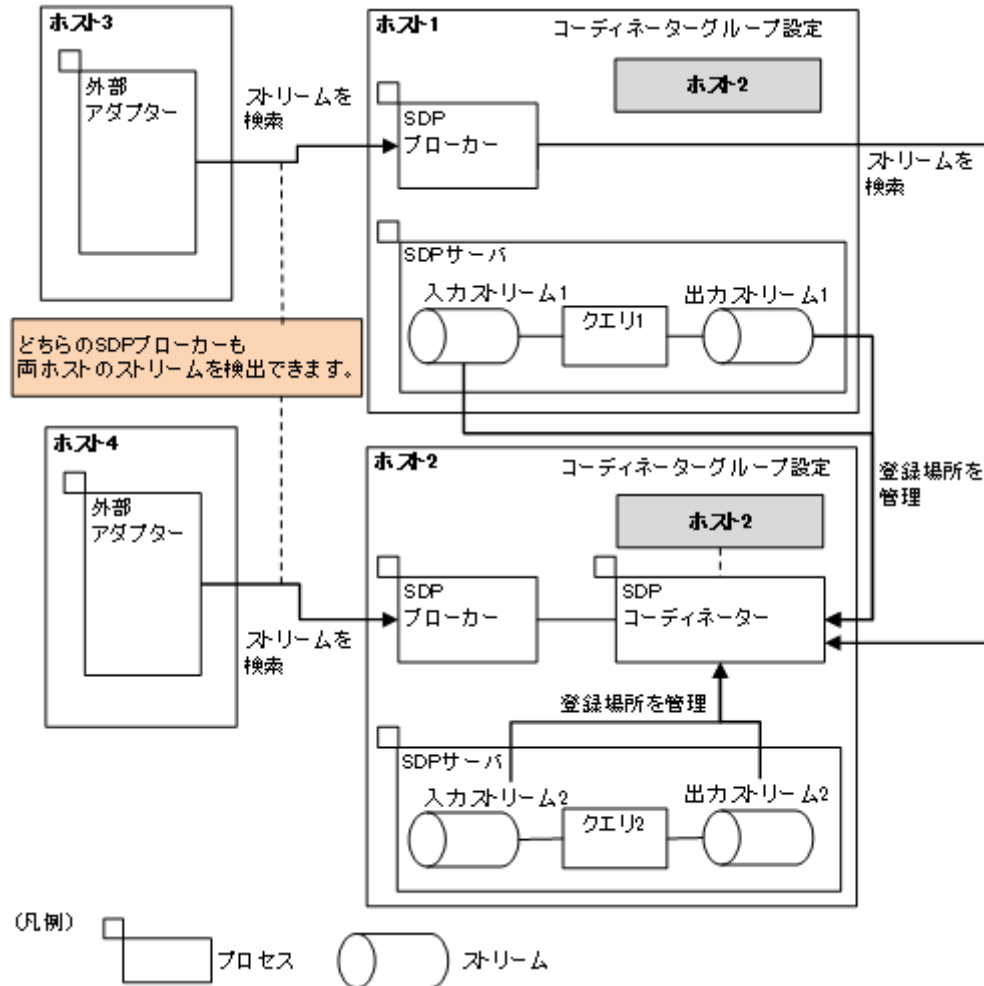 ホスト3
外部
アダプター
ストリームを
検索
ホスト1
コーディネーターグループ設定
ホスト2
SDP
ブローカー
ストリームを
検索
SDPサーバ
入力ストリーム1
クエリ1
出力ストリーム1
どちらのSDPブローカーも
両ホストのストリームを検出できます。
ホスト4
外部
アダプター
ストリームを
検索
ホスト2
コーディネーターグループ設定
ホスト2
登録場所を
管理
SDP
ブローカー
SDP
コーディネーター
登録場所を管理
SDPサーバ
入力ストリーム2
クエリ2
出力ストリーム2
(凡例)
プロセス
ストリーム